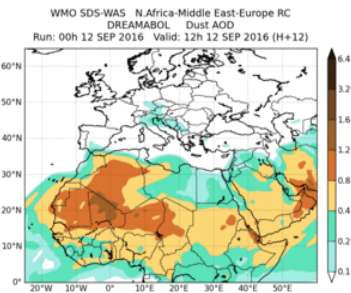 WMO SDS-WAS N.Africa-Middle East-Europe RC
DREAMABOL Dust AOD
Run: 00h 12 SEP 2016 Valid: 12h 12 SEP 2016 (H+12)
60°N
50°N
40°N
30°N
20°N
10°N
0°
20°W
10°W
0°
10°E
20°E
30°E
40°E
50°E
6.4
3.2
1.6
1.2
0.8
0.4
0.2
0.1